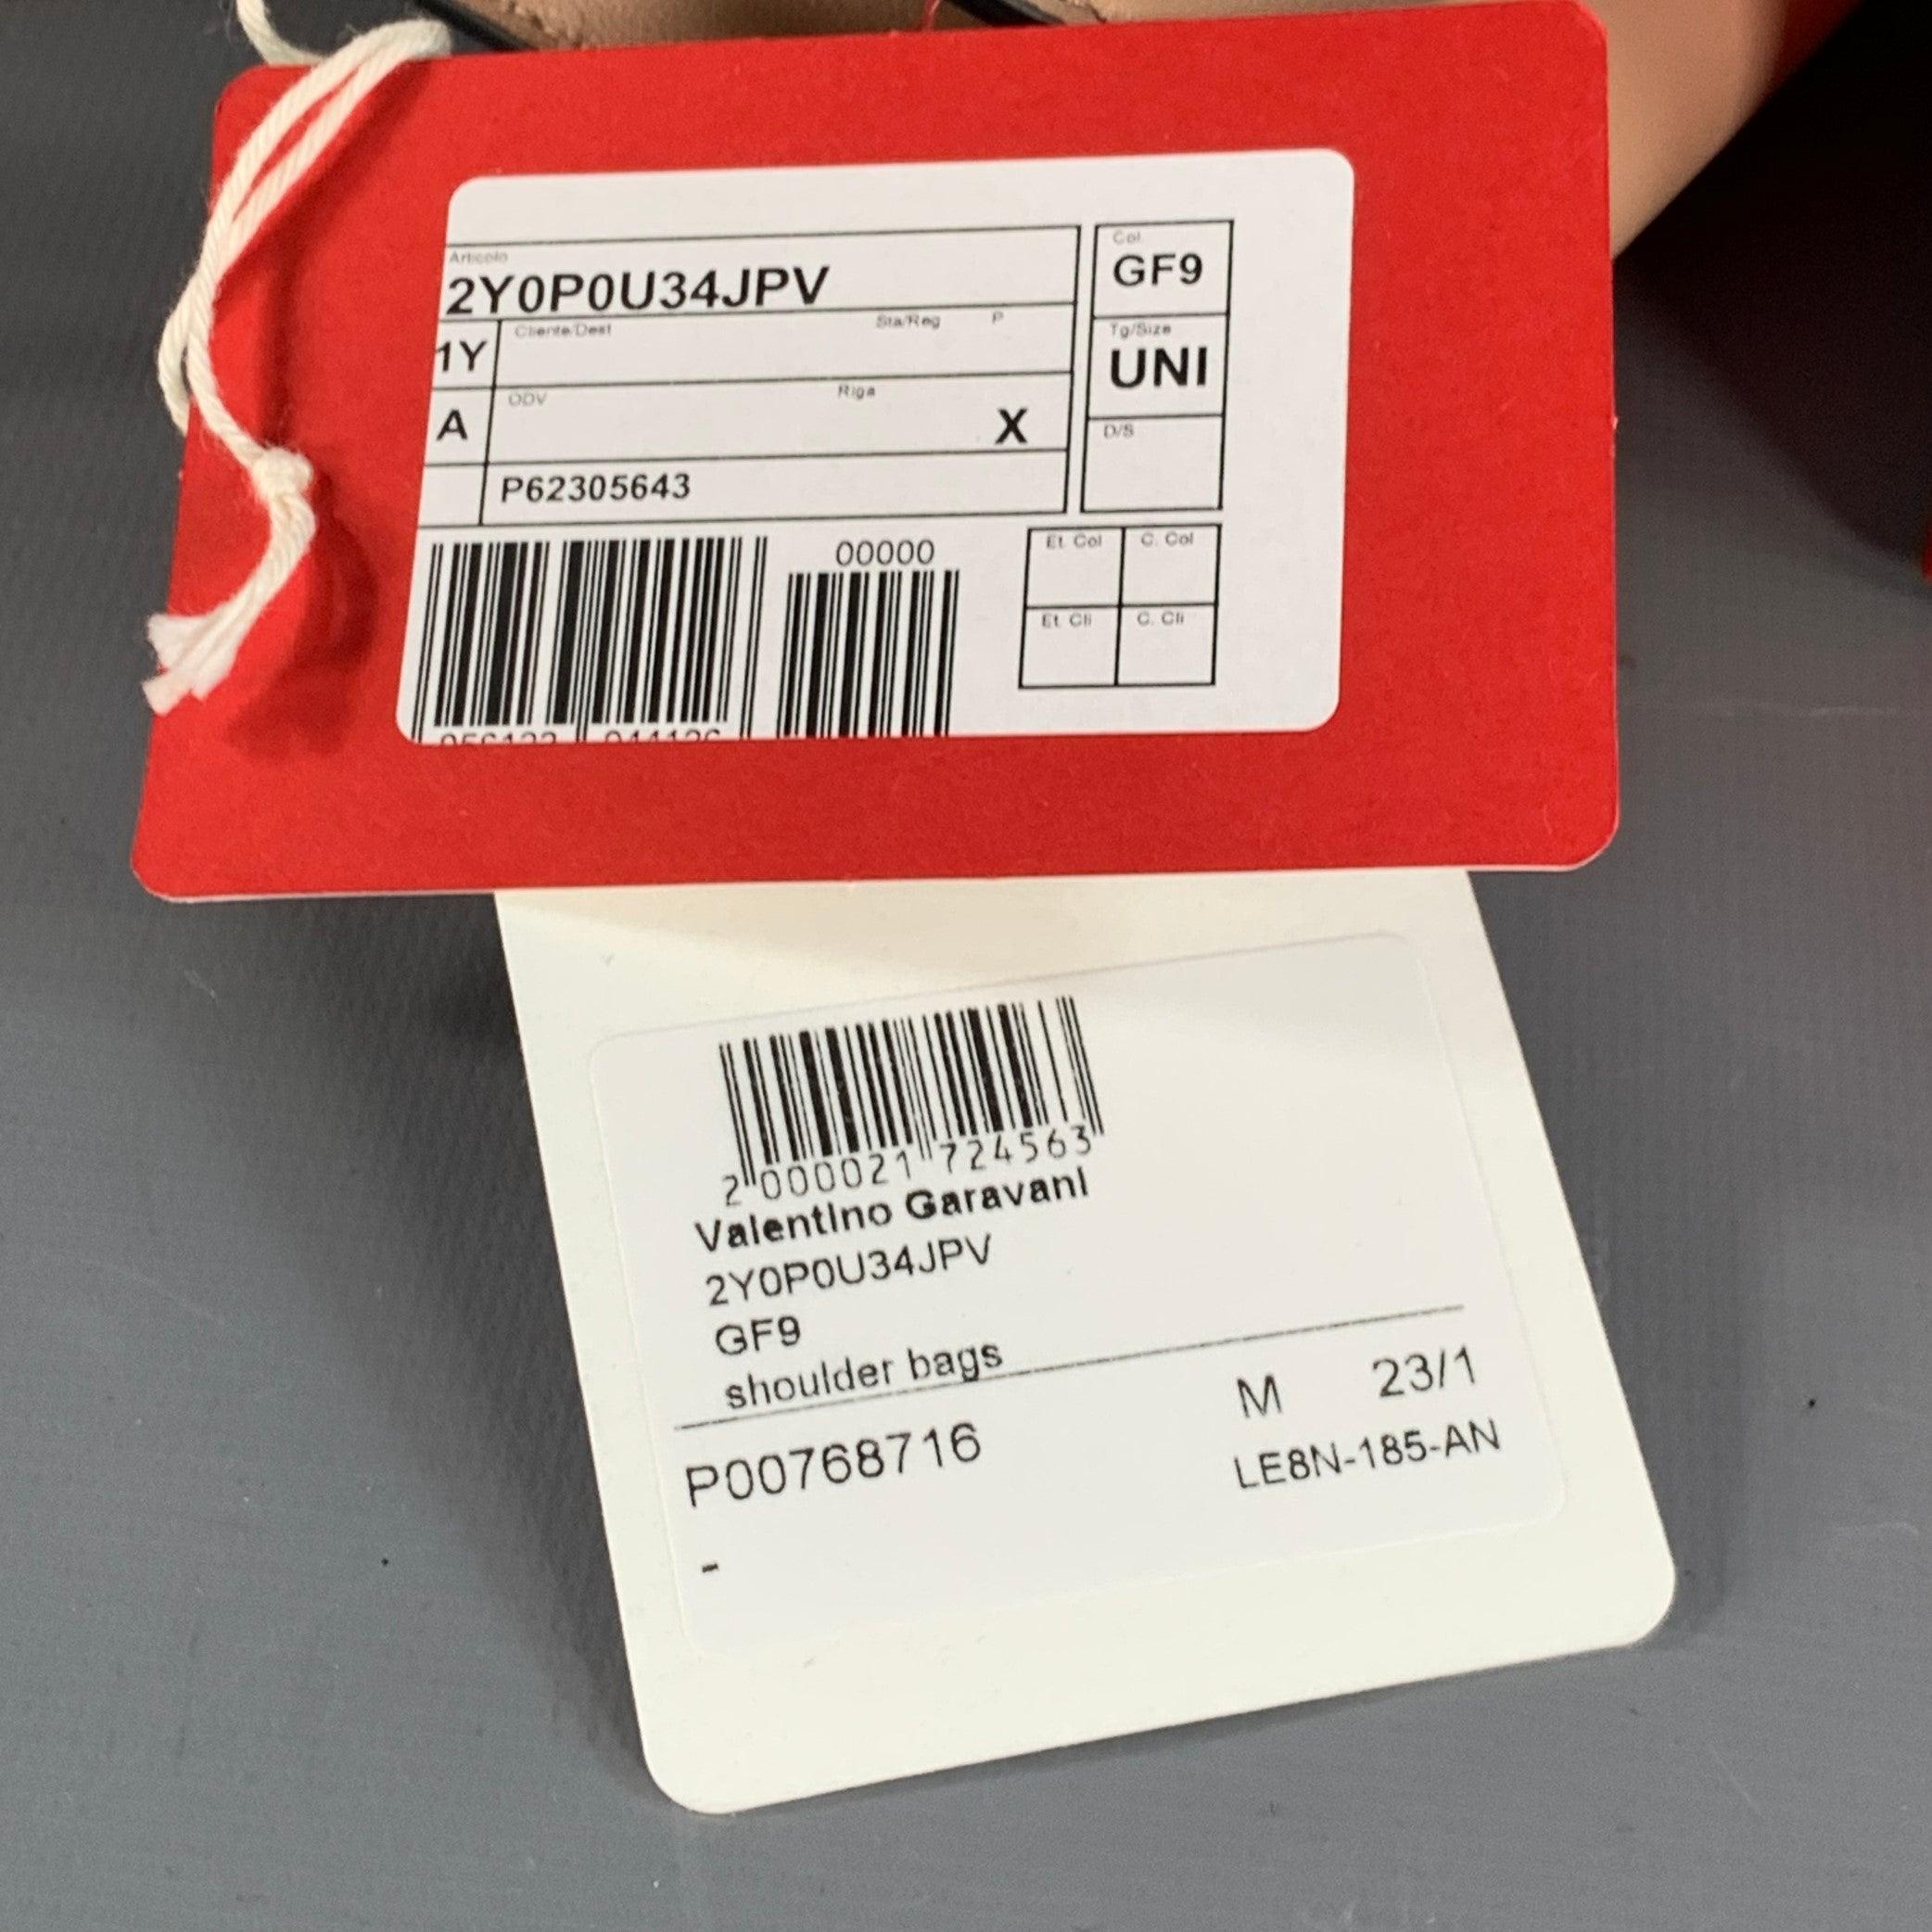 Articolo
2Y0P0U34JPV
Col.
GF9
1Y
Cliente/Dest
Sta/Reg
P
Tg/Size
UNI
A
ODV
Riga
X
D/S
P62305643
00000
Et. Col
C. Col
Et. Cli
C. Cli
2 000021 724563
Valentino Garavani
2Y0P0U34JPV
GF9
shoulder bags
M 23/1
P00768716
LE8N-185-AN
-